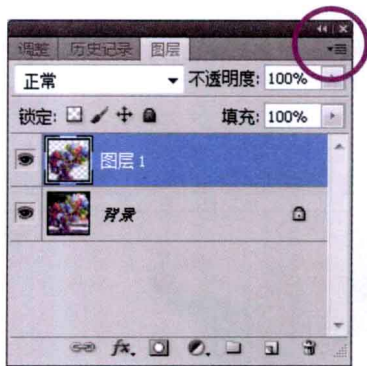 调整 历史记录 图层
正常 不透明度: 100%
锁定: 填充: 100%
图层 1
背景
fx.